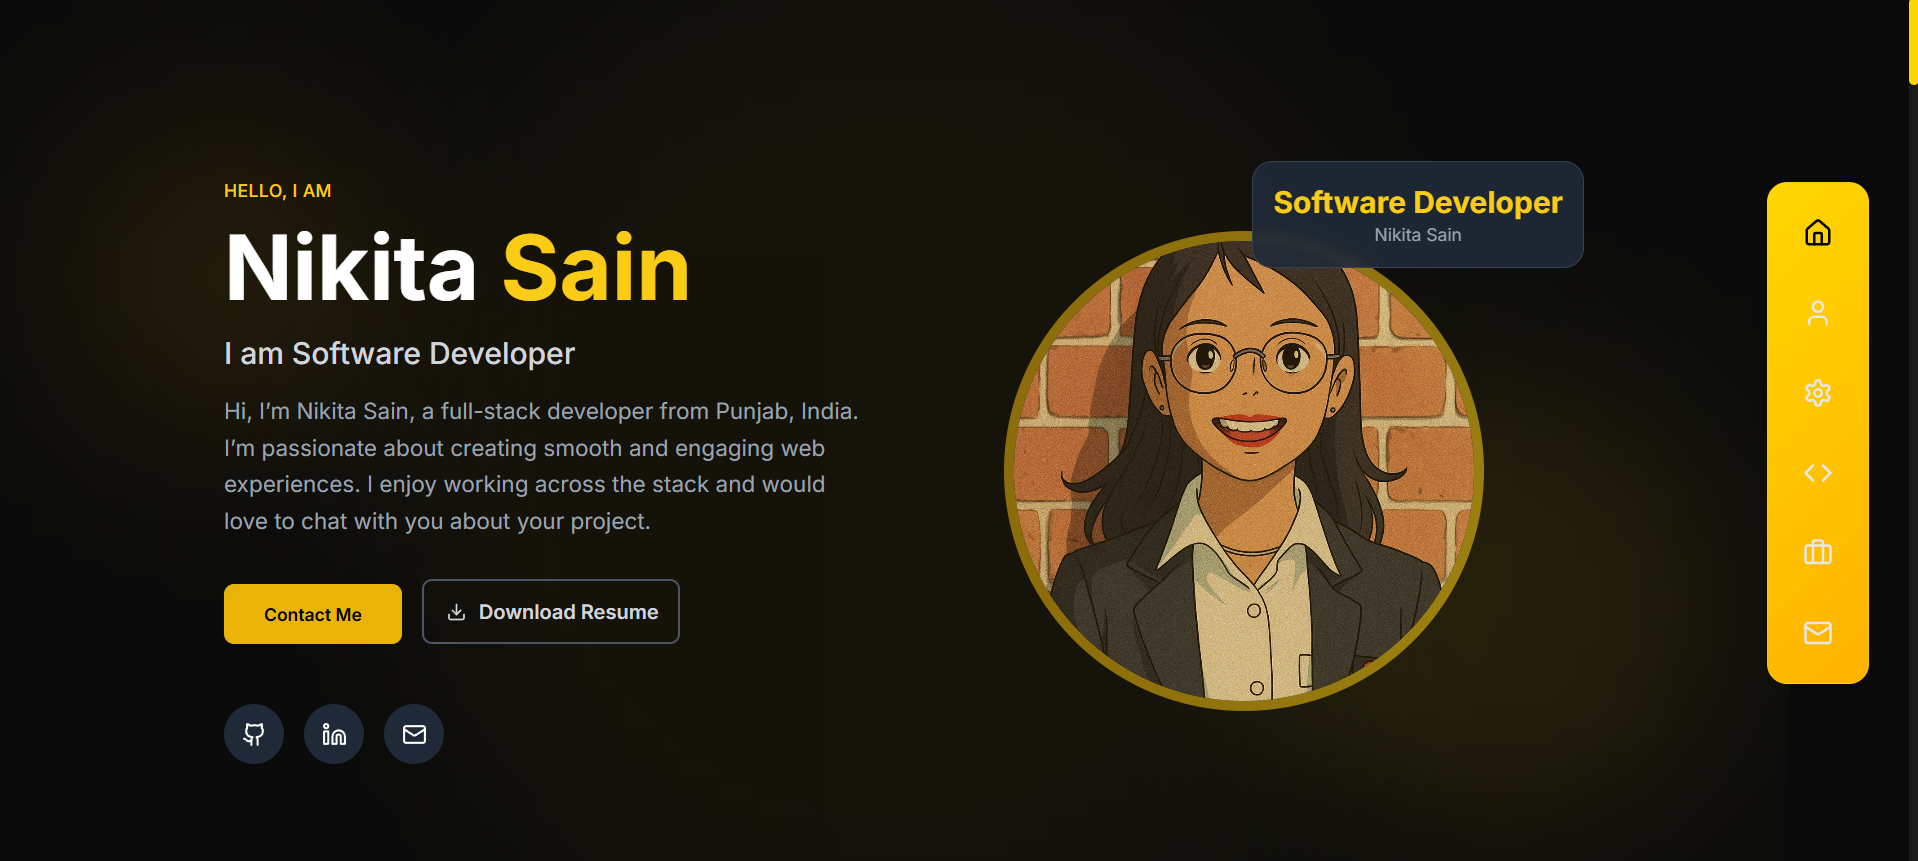 HELLO, I AM
Nikita Sain
I am Software Developer
Hi, I’m Nikita Sain, a full-stack developer from Punjab, India.
I’m passionate about creating smooth and engaging web
experiences. I enjoy working across the stack and would
love to chat with you about your project.
Contact Me
Download Resume
Software Developer
Nikita Sain